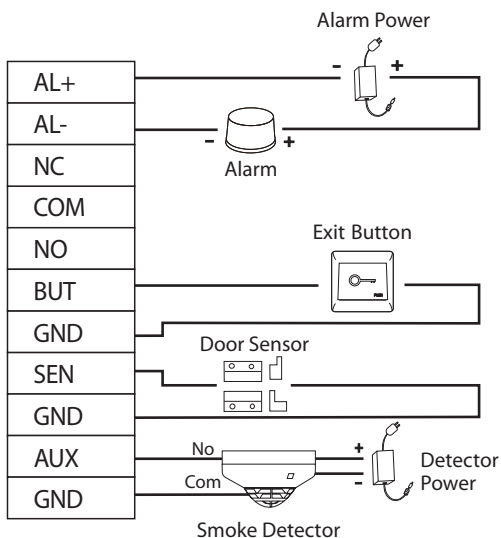 Alarm Power
- +
AL+
AL-
- +
Alarm
NC
COM
NO
Exit Button
BUT
GND
Door Sensor
SEN
GND
AUX
No
+
Com
-
Detector
Power
GND
Smoke Detector